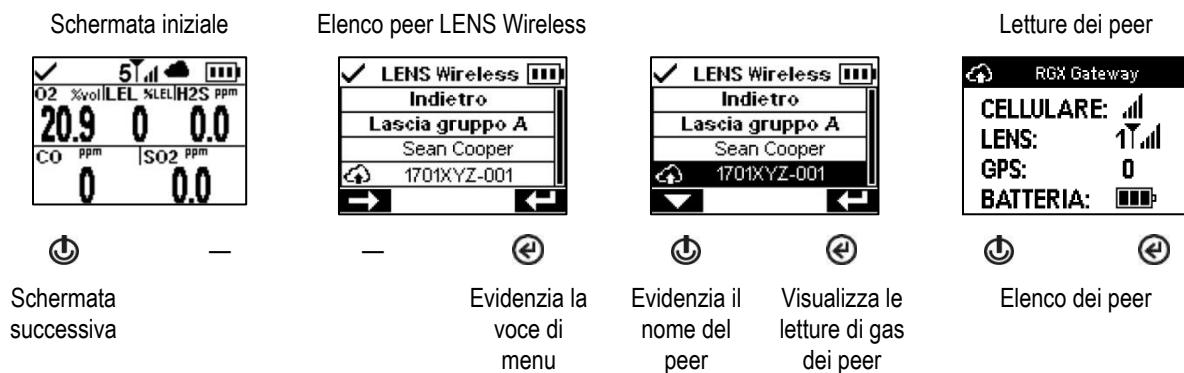 Schermata iniziale
Elenco peer LENS Wireless
Letture dei peer
5
O2 %vol LEL %LEL H2S ppm
20.9 0 0.0
CO ppm SO2 ppm
0 0.0
LENS Wireless
Indietro
Lascia gruppo A
Sean Cooper
1701XYZ-001
LENS Wireless
Indietro
Lascia gruppo A
Sean Cooper
1701XYZ-001
RGX Gateway
CELLULARE:
LENS: 1
GPS: 0
BATTERIA:
— —
Schermata
successiva
Evidenzia la
voce di
menu
Evidenzia il
nome del
peer
Visualizza le
letture di gas
dei peer
Elenco dei peer